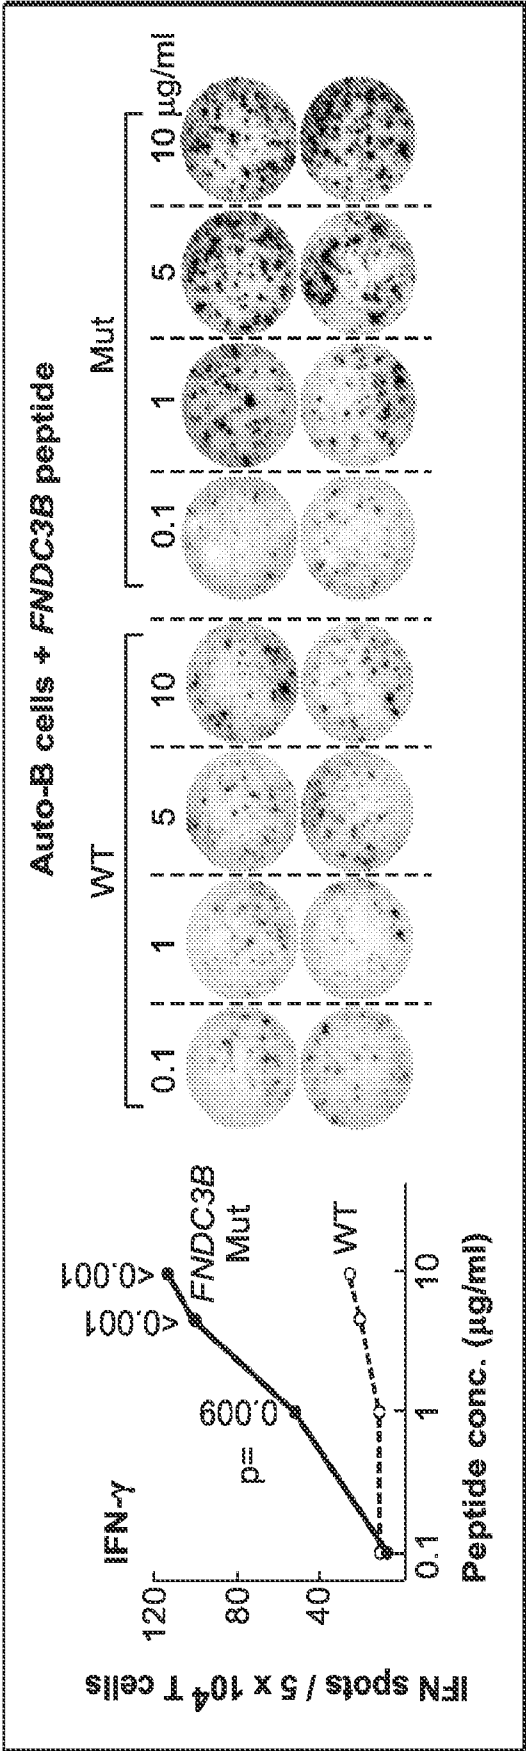 Auto-B cells + FNDC3B peptide
WT
Mut
0.1 1 5 10
0.1 1 5 10 µg/ml
IFN-γ
IFN spots / 5 x 10⁴ T cells
120
80
40
p=
0.009
<0.001
<0.001
FNDC3B
Mut
WT
0.1 1 10
Peptide conc. (µg/ml)